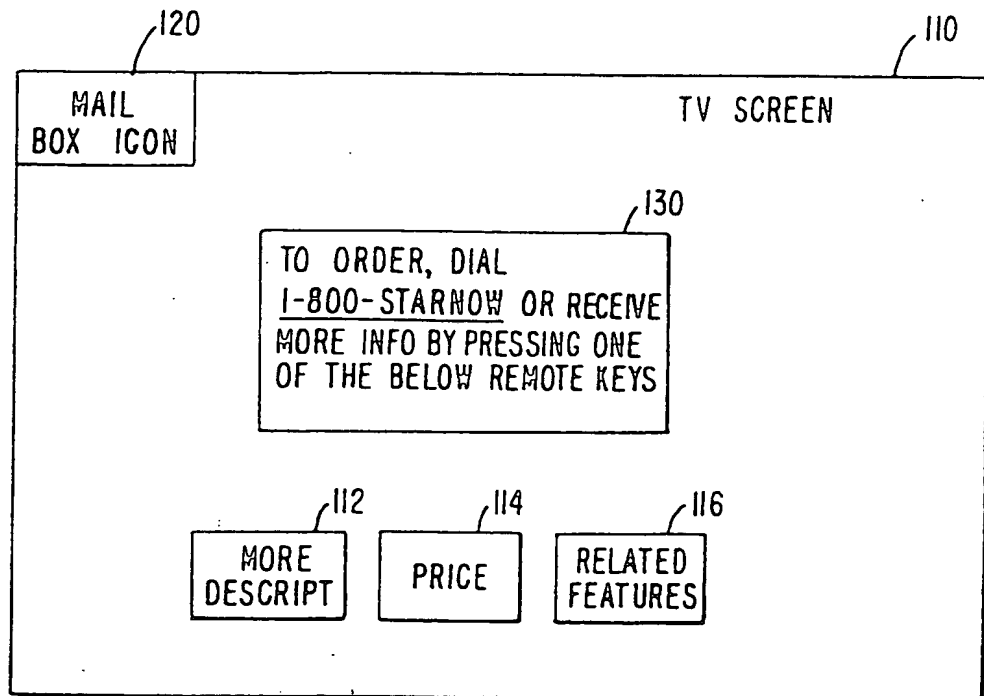 120
110
MAIL
BOX ICON
TV SCREEN
130
TO ORDER, DIAL
1-800-STARNOW OR RECEIVE
MORE INFO BY PRESSING ONE
OF THE BELOW REMOTE KEYS
112
114
116
MORE
DESCRIPT
PRICE
RELATED
FEATURES